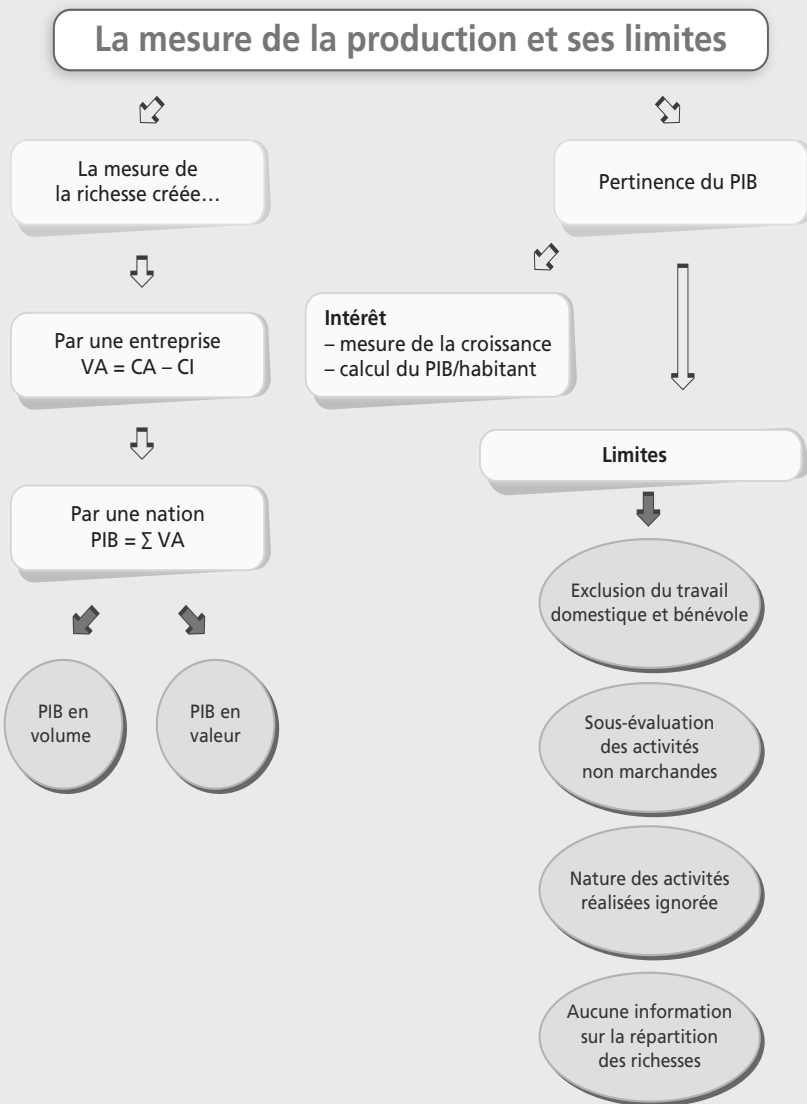 La mesure de la production et ses limites
La mesure de
la richesse créée…
Par une entreprise
VA = CA – CI
Par une nation
PIB = ∑ VA
PIB en
volume
PIB en
valeur
Pertinence du PIB
Intérêt
– mesure de la croissance
– calcul du PIB/habitant
Limites
Exclusion du travail
domestique et bénévole
Sous-évaluation
des activités
non marchandes
Nature des activités
réalisées ignorée
Aucune information
sur la répartition
des richesses